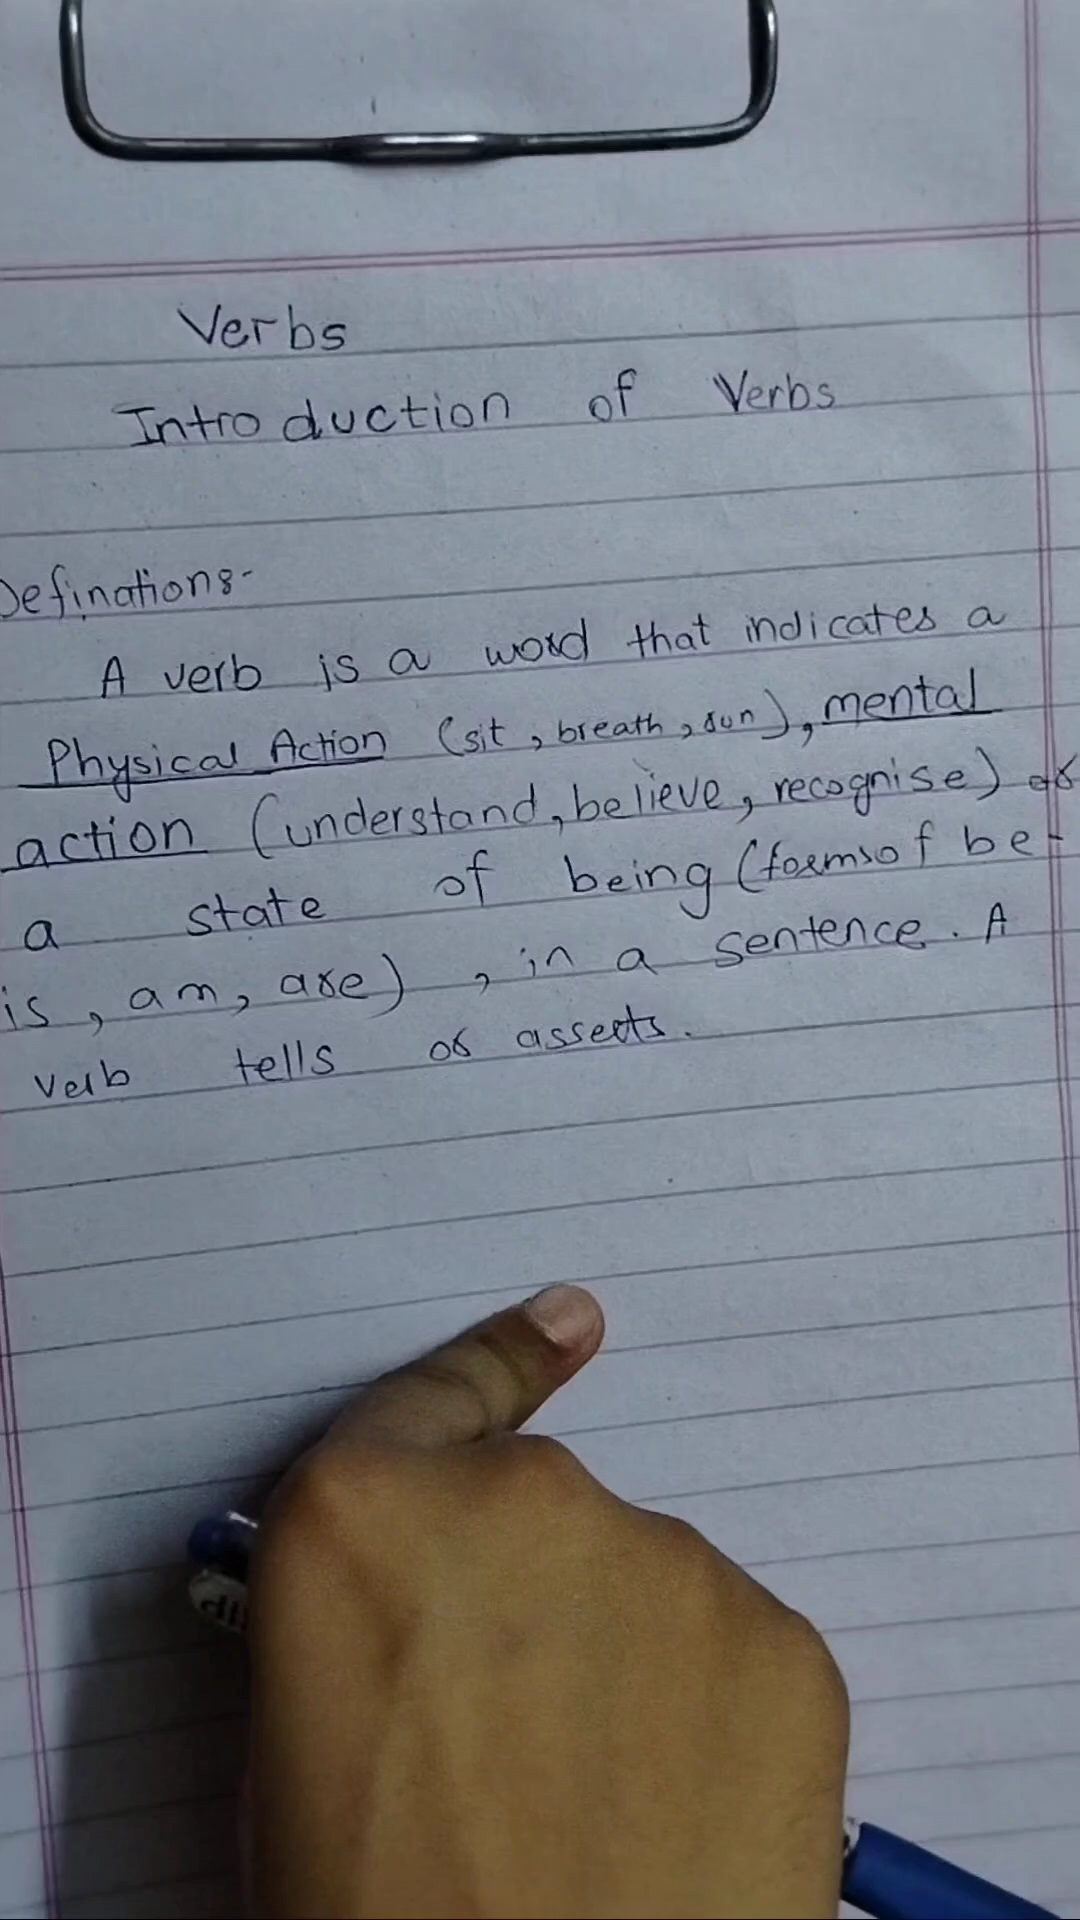 Verbs
Introduction of Verbs
Definations-
A verb is a word that indicates a
Physical Action (sit, breath, run), mental
action (understand, believe, recognise) or
a state of being (forms of be-
is, am, are), in a sentence. A
verb tells or asserts.